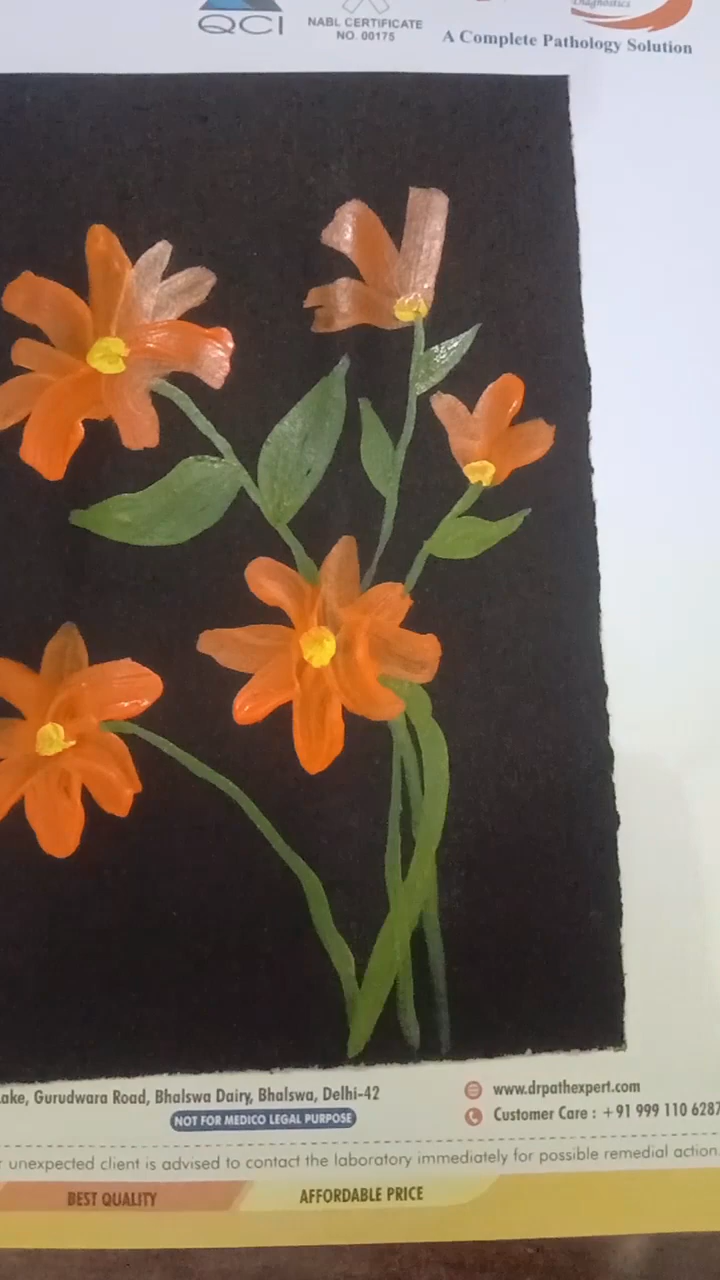 QCI
NABL CERTIFICATE
NO. 00175
Diagnostics
A Complete Pathology Solution
ake, Gurudwara Road, Bhalswa Dairy, Bhalswa, Delhi-42
www.drpathexpert.com
NOT FOR MEDICO LEGAL PURPOSE
Customer Care : +91 999 110 6287
unexpected client is advised to contact the laboratory immediately for possible remedial action.
BEST QUALITY
AFFORDABLE PRICE